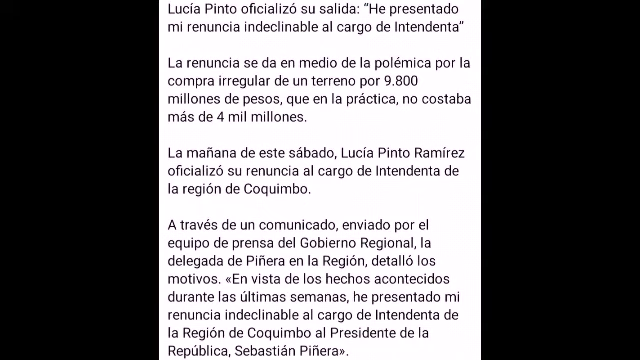 Lucía Pinto oficializó su salida: “He presentado
mi renuncia indeclinable al cargo de Intendenta”
La renuncia se da en medio de la polémica por la
compra irregular de un terreno por 9.800
millones de pesos, que en la práctica, no costaba
más de 4 mil millones.
La mañana de este sábado, Lucía Pinto Ramírez
oficializó su renuncia al cargo de Intendenta de
la región de Coquimbo.
A través de un comunicado, enviado por el
equipo de prensa del Gobierno Regional, la
delegada de Piñera en la Región, detalló los
motivos. «En vista de los hechos acontecidos
durante las últimas semanas, he presentado mi
renuncia indeclinable al cargo de Intendenta de
la Región de Coquimbo al Presidente de la
República, Sebastián Piñera».